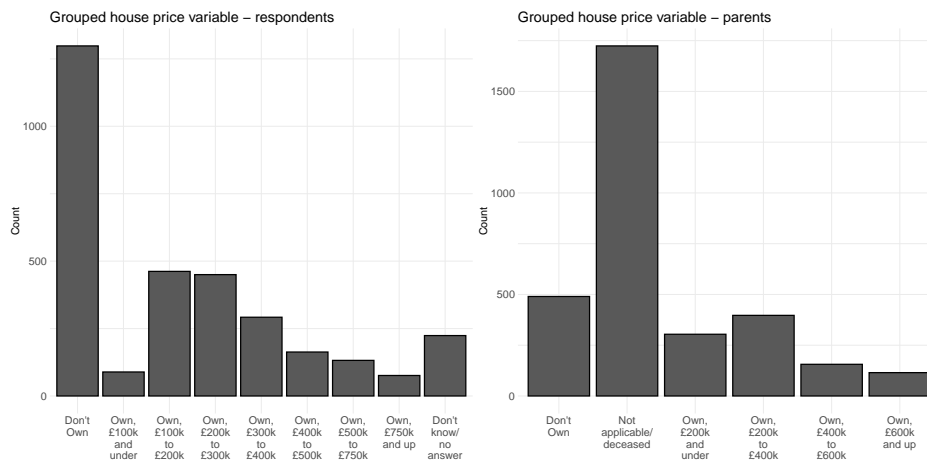 Grouped house price variable − respondents
Count
1000
500
0
Don't
Own
Own,
£100k
and
under
Own,
£100k
to
£200k
Own,
£200k
to
£300k
Own,
£300k
to
£400k
Own,
£400k
to
£500k
Own,
£500k
to
£750k
Own,
£750k
and up
Don't
know/
no
answer
Grouped house price variable − parents
Count
1500
1000
500
0
Don't
Own
Not
applicable/
deceased
Own,
£200k
and
under
Own,
£200k
to
£400k
Own,
£400k
to
£600k
Own,
£600k
and up